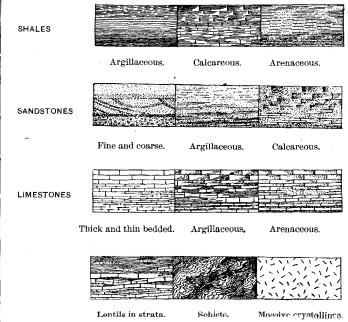 SHALES
Argillaceous. Calcareous. Arenaceous.
SANDSTONES
Fine and coarse. Argillaceous. Calcareous.
LIMESTONES
Thick and thin bedded. Argillaceous. Arenaceous.
Lentils in strata. Schists. Massive crystallines.